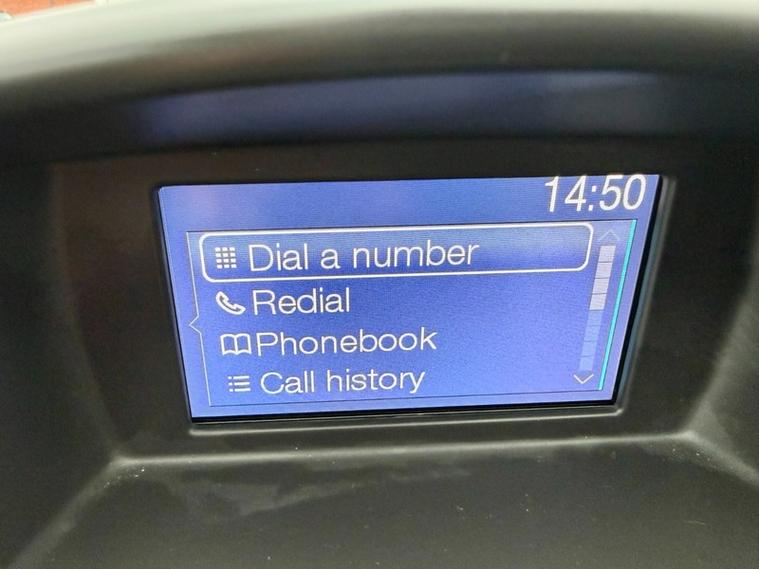 14:50
Dial a number
Redial
Phonebook
Call history